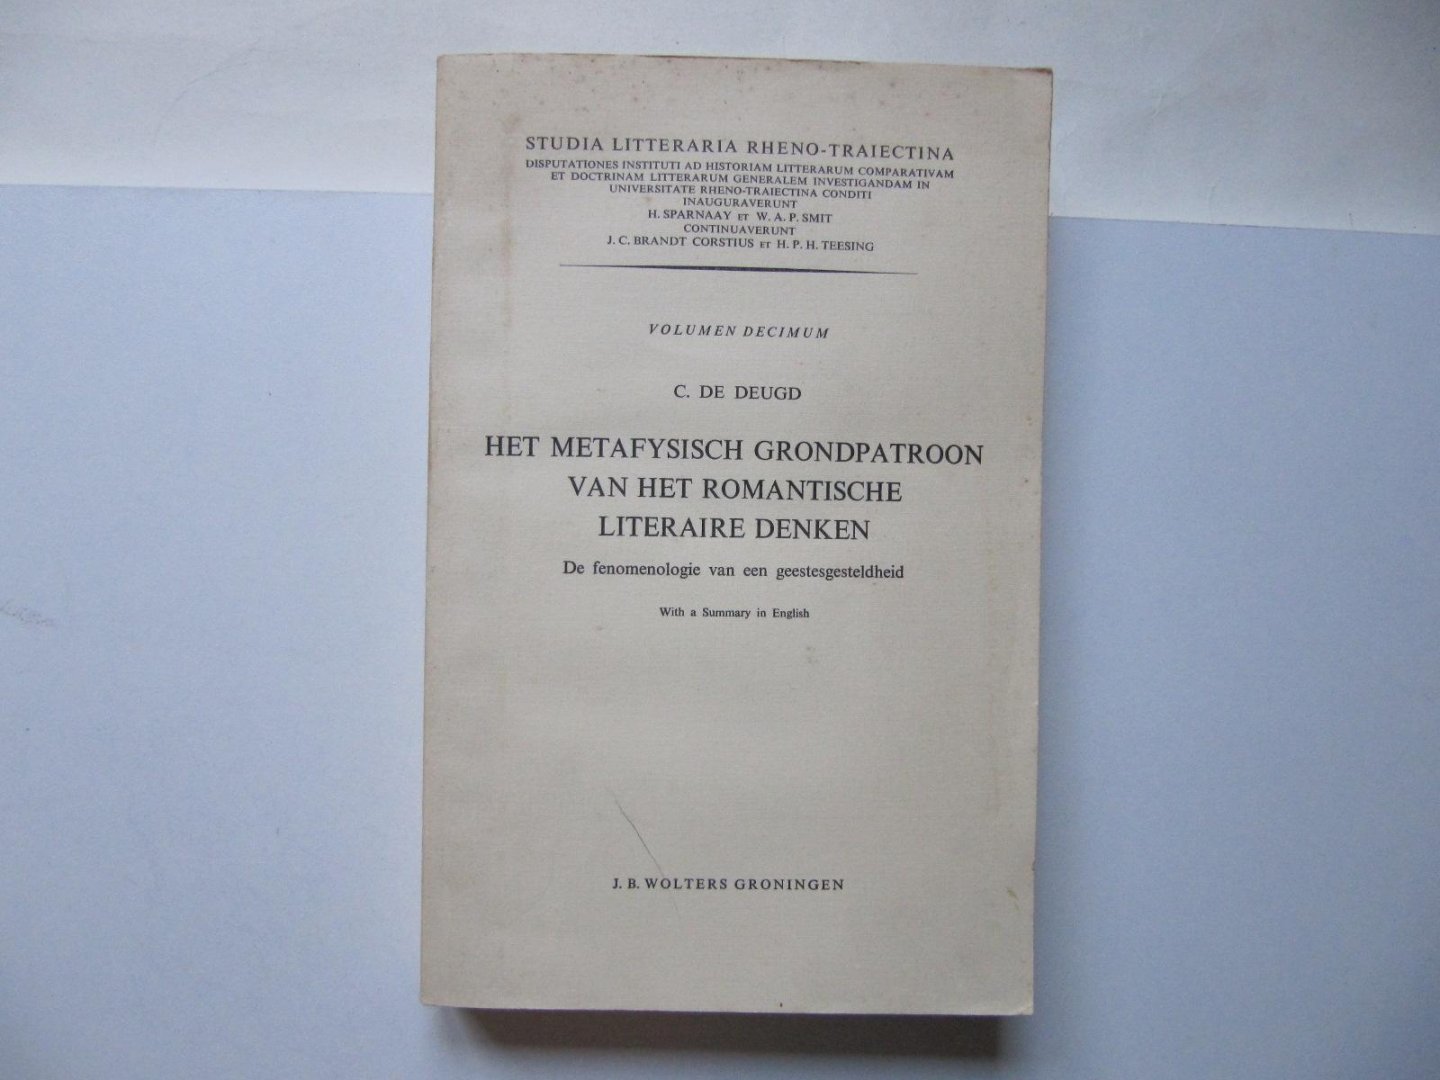 STUDIA LITTERARIA RHENO-TRAIECTINA
DISPUTATIONES INSTITUTI AD HISTORIAM LITTERARUM COMPARATIVAM
ET DOCTRINAM LITTERARUM GENERALEM INVESTIGANDAM IN
UNIVERSITATE RHENO-TRAIECTINA CONDITI
INAUGURAVERUNT
H. SPARNAAY ET W. A. P. SMIT
CONTINUAVERUNT
J. C. BRANDT CORSTIUS ET H. P. H. TEESING
VOLUMEN DECIMUM
C. DE DEUGD
HET METAFYSISCH GRONDPATROON
VAN HET ROMANTISCHE
LITERAIRE DENKEN
De fenomenologie van een geestesgesteldheid
With a Summary in English
J. B. WOLTERS GRONINGEN